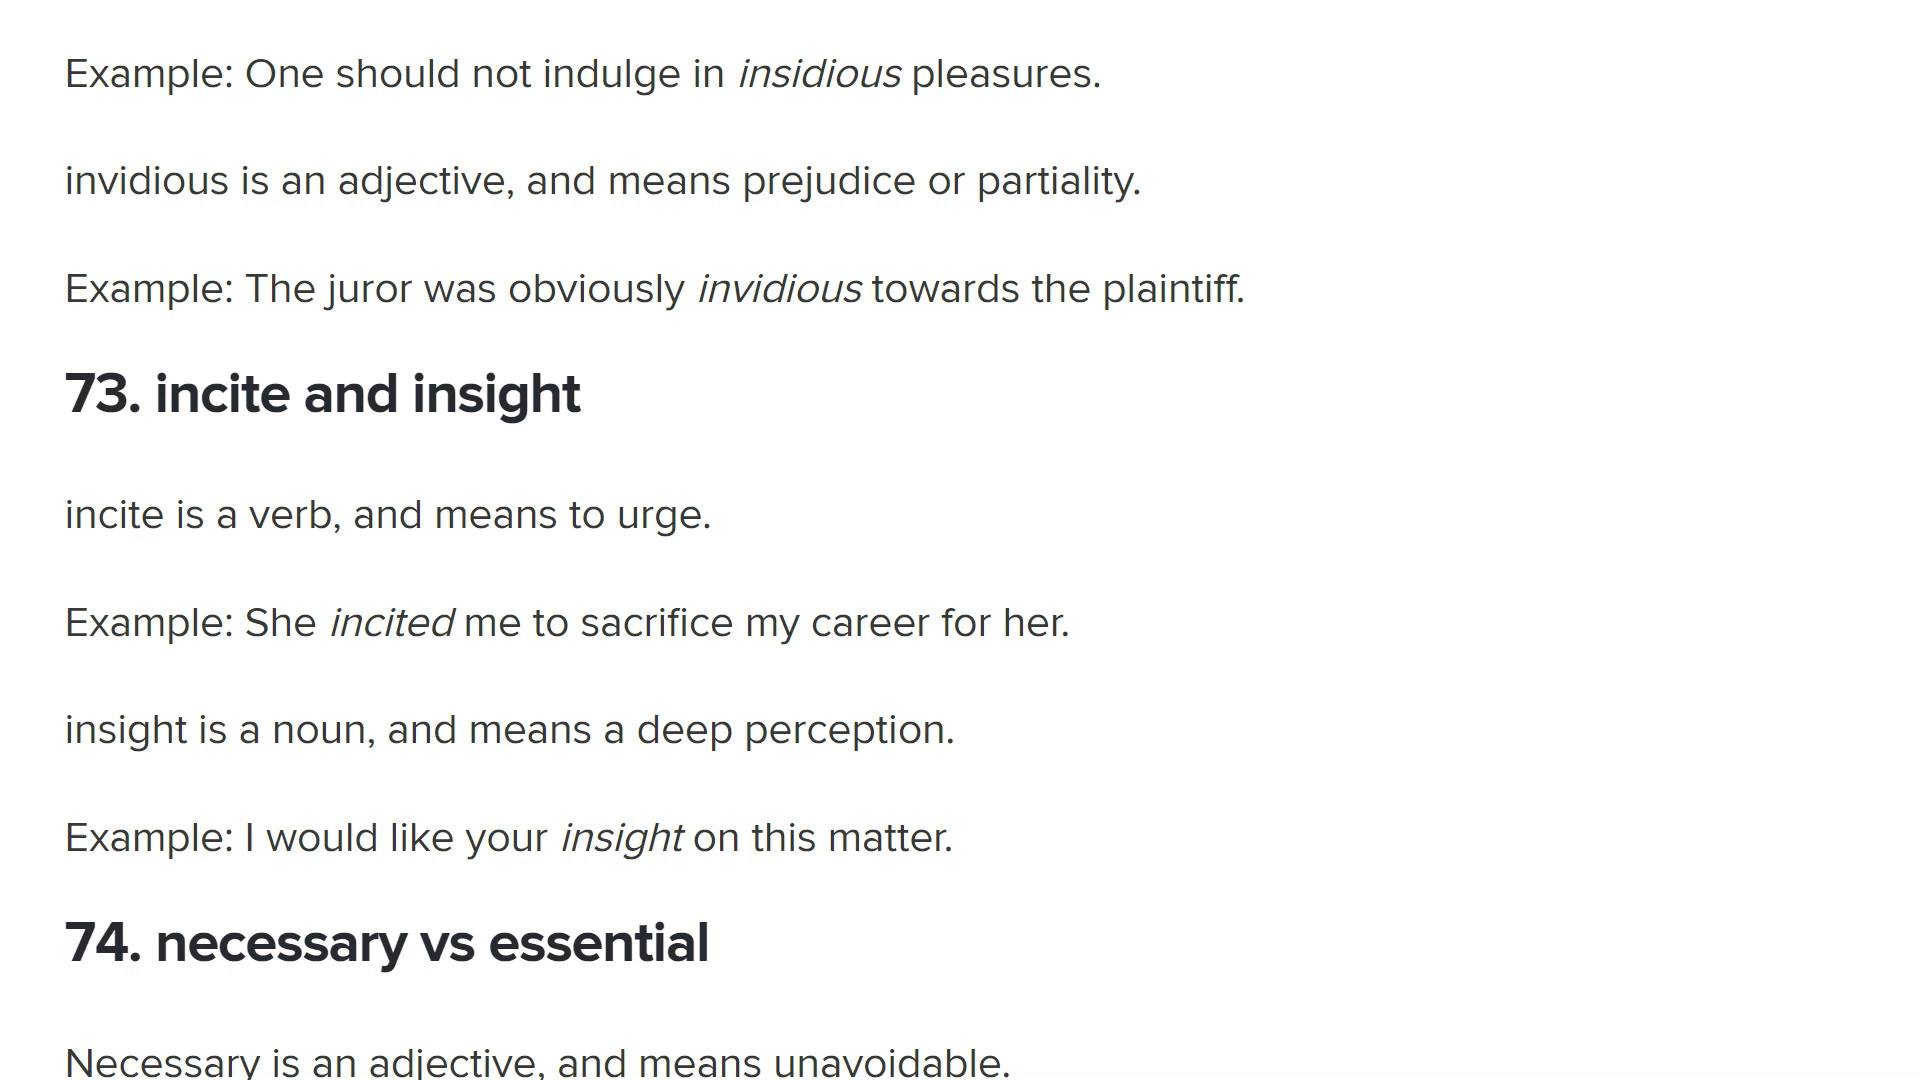 Example: One should not indulge in insidious pleasures.
invidious is an adjective, and means prejudice or partiality.
Example: The juror was obviously invidious towards the plaintiff.
73. incite and insight
incite is a verb, and means to urge.
Example: She incited me to sacrifice my career for her.
insight is a noun, and means a deep perception.
Example: I would like your insight on this matter.
74. necessary vs essential
Necessary is an adjective, and means unavoidable.